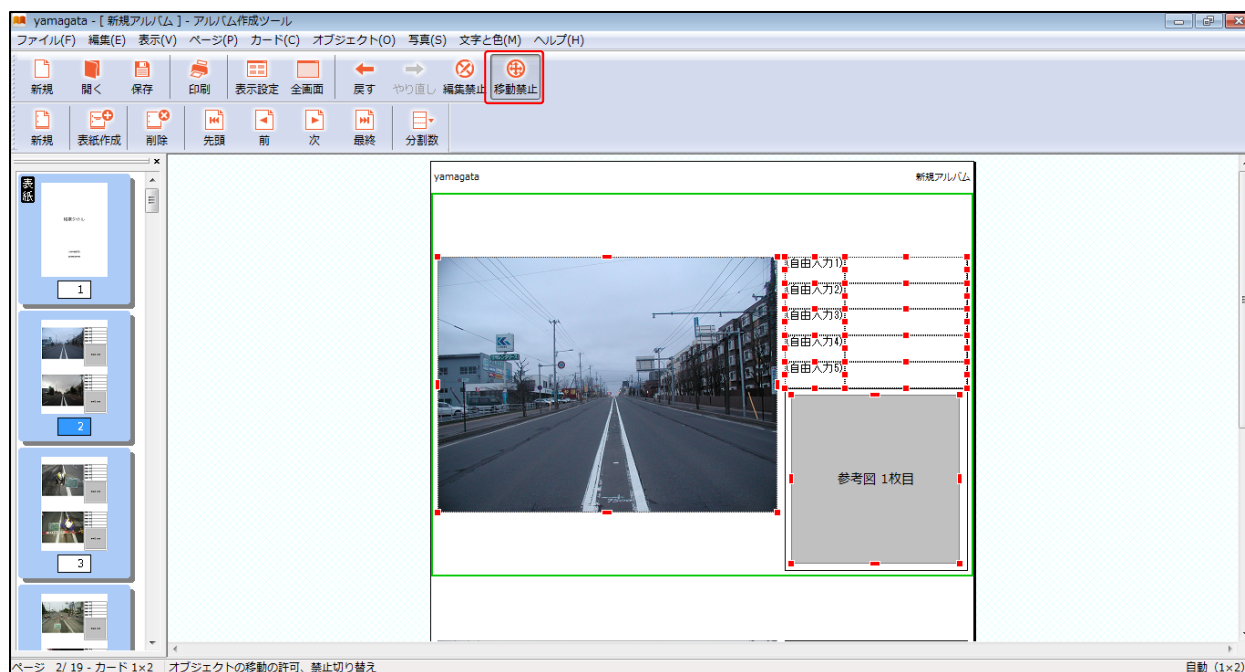 yamagata - [ 新規アルバム ] - アルバム作成ツール
ファイル(F) 編集(E) 表示(V) ページ(P) カード(C) オブジェクト(O) 写真(S) 文字と色(M) ヘルプ(H)
新規 開く 保存 印刷 表示設定 全画面 戻す やり直し 編集禁止 移動禁止
新規 表紙作成 削除 先頭 前 次 最終 分割数
表紙
1
2
3
yamagata 新規アルバム
(自由入力1)
(自由入力2)
(自由入力3)
(自由入力4)
(自由入力5)
参考図 1枚目
ページ 2/ 19 - カード 1×2 オブジェクトの移動の許可、禁止切り替え 自動 (1×2)